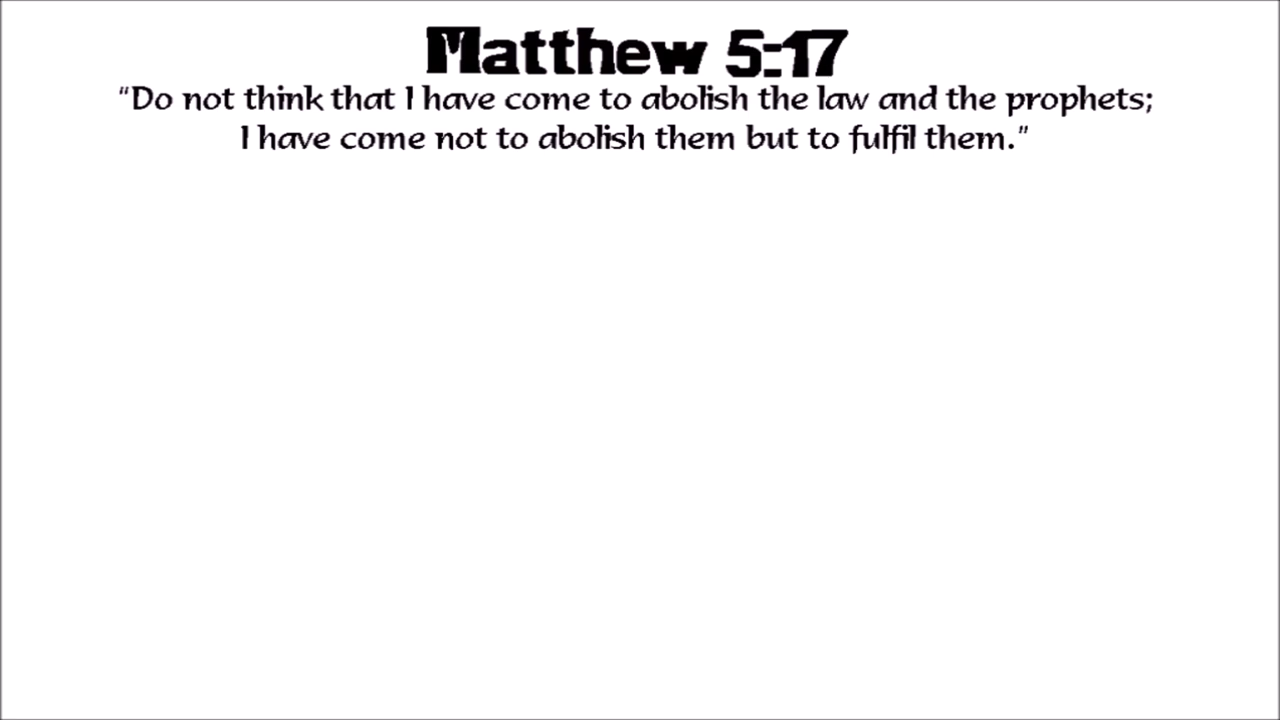 Matthew 5:17
"Do not think that I have come to abolish the law and the prophets;
I have come not to abolish them but to fulfil them."